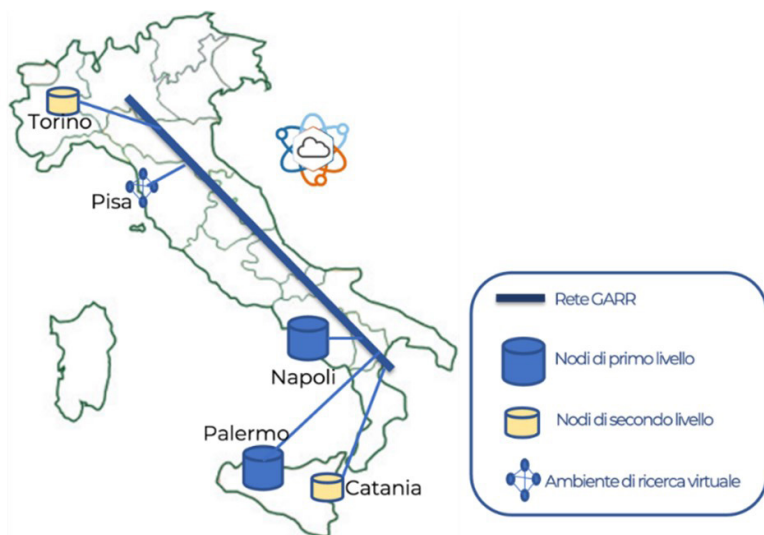 Torino
Pisa
Napoli
Palermo
Catania
Rete GARR
Nodi di primo livello
Nodi di secondo livello
Ambiente di ricerca virtuale